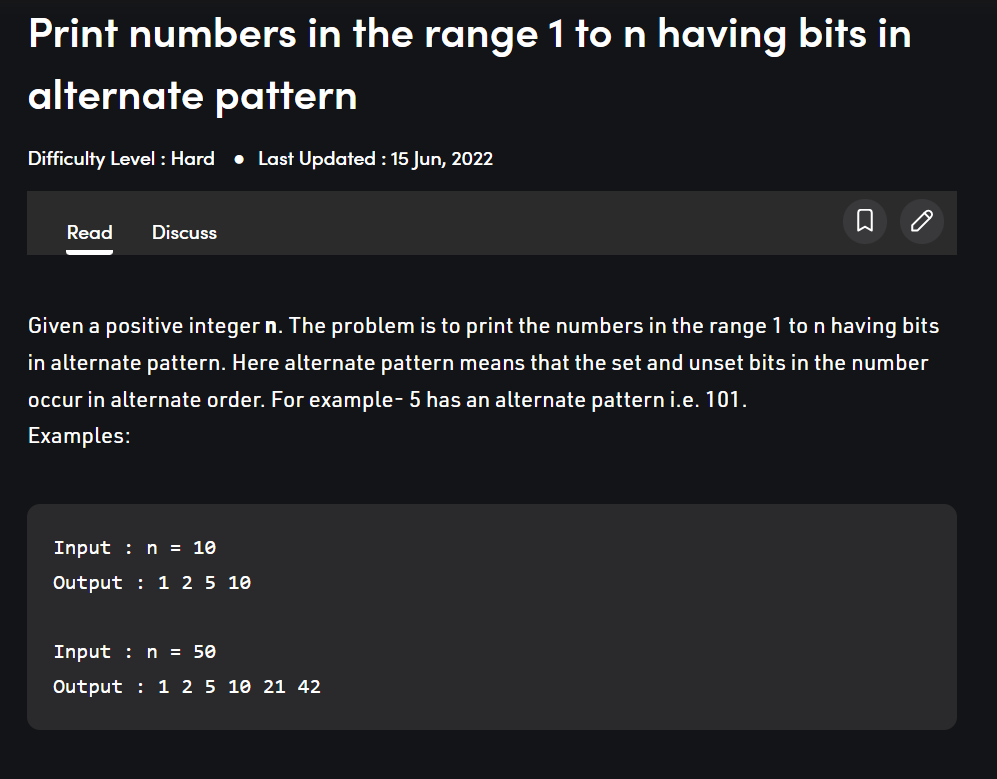 Print numbers in the range 1 to n having bits in
alternate pattern
Difficulty Level : Hard ● Last Updated : 15 Jun, 2022
Read Discuss
Given a positive integer n. The problem is to print the numbers in the range 1 to n having bits
in alternate pattern. Here alternate pattern means that the set and unset bits in the number
occur in alternate order. For example- 5 has an alternate pattern i.e. 101.
Examples:
Input : n = 10
Output : 1 2 5 10
Input : n = 50
Output : 1 2 5 10 21 42